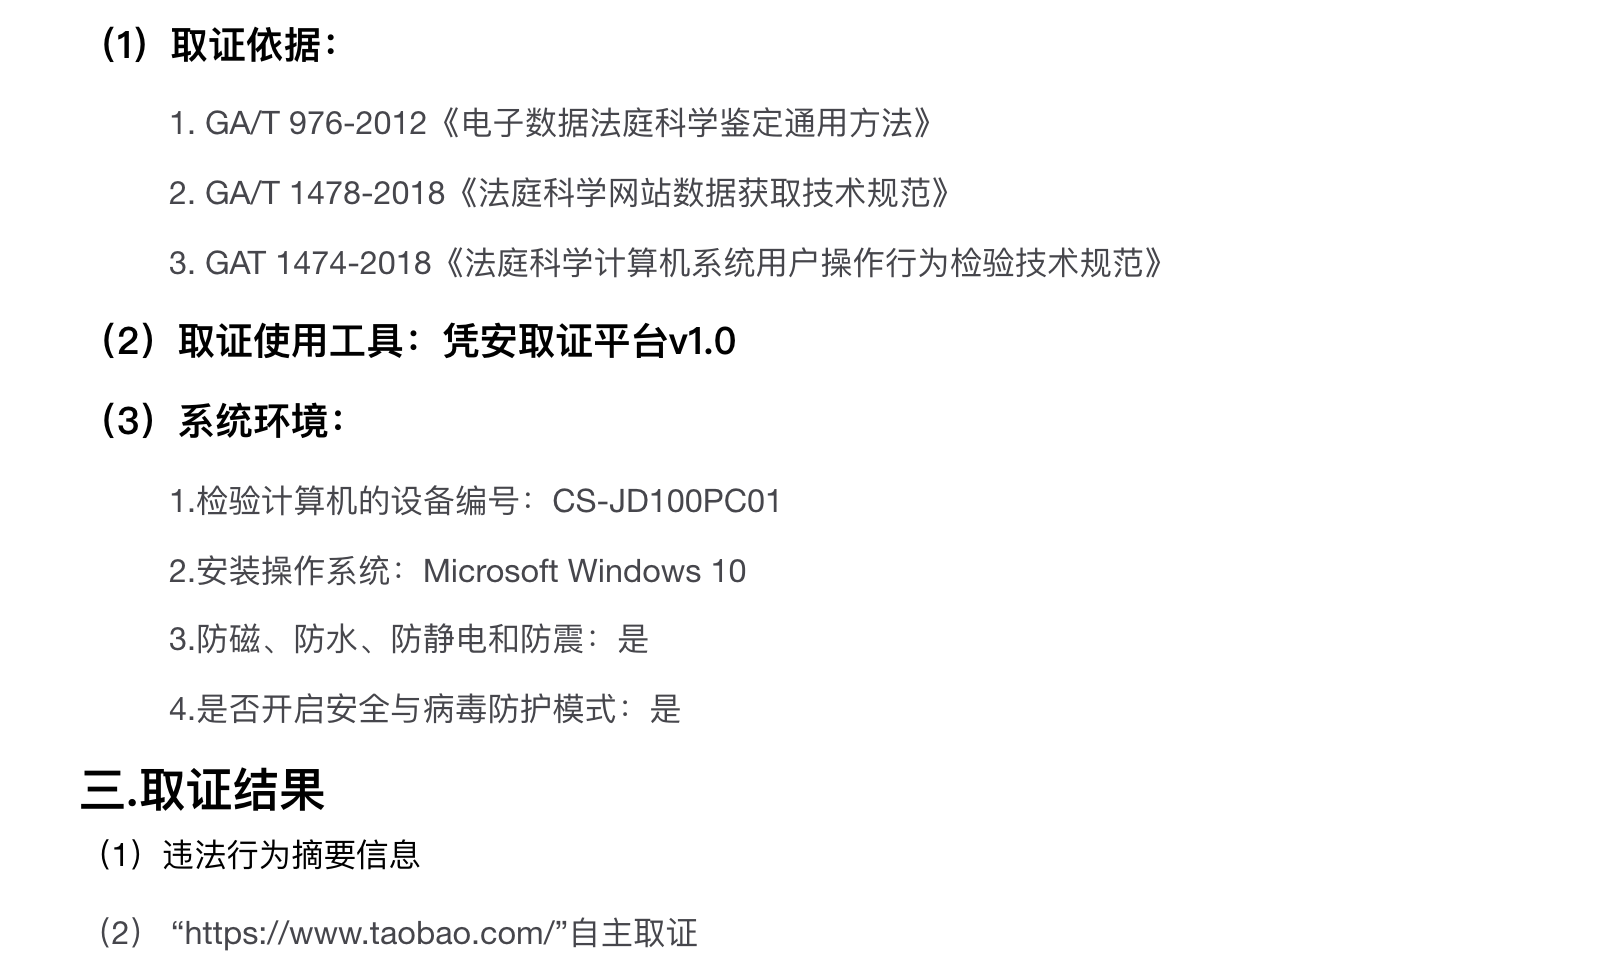 （1）取证依据：
1. GA/T 976-2012《电子数据法庭科学鉴定通用方法》
2. GA/T 1478-2018《法庭科学网站数据获取技术规范》
3. GAT 1474-2018《法庭科学计算机系统用户操作行为检验技术规范》
（2）取证使用工具：凭安取证平台v1.0
（3）系统环境：
1.检验计算机的设备编号：CS-JD100PC01
2.安装操作系统：Microsoft Windows 10
3.防磁、防水、防静电和防震：是
4.是否开启安全与病毒防护模式：是
三.取证结果
（1）违法行为摘要信息
（2） “https://www.taobao.com/”自主取证